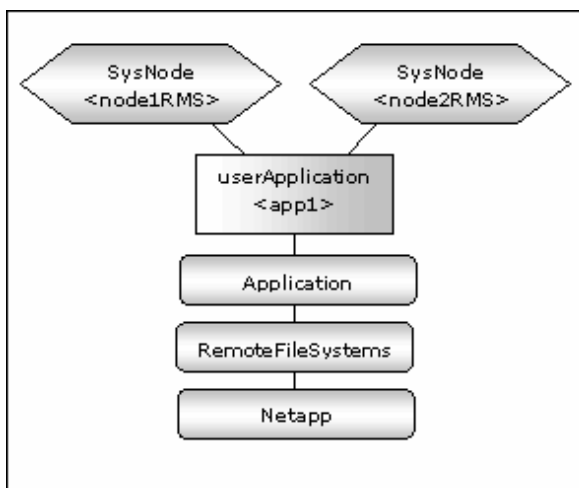 SysNode
<node1RMS>
SysNode
<node2RMS>
userApplication
<app1>
Application
RemoteFileSystems
Netapp